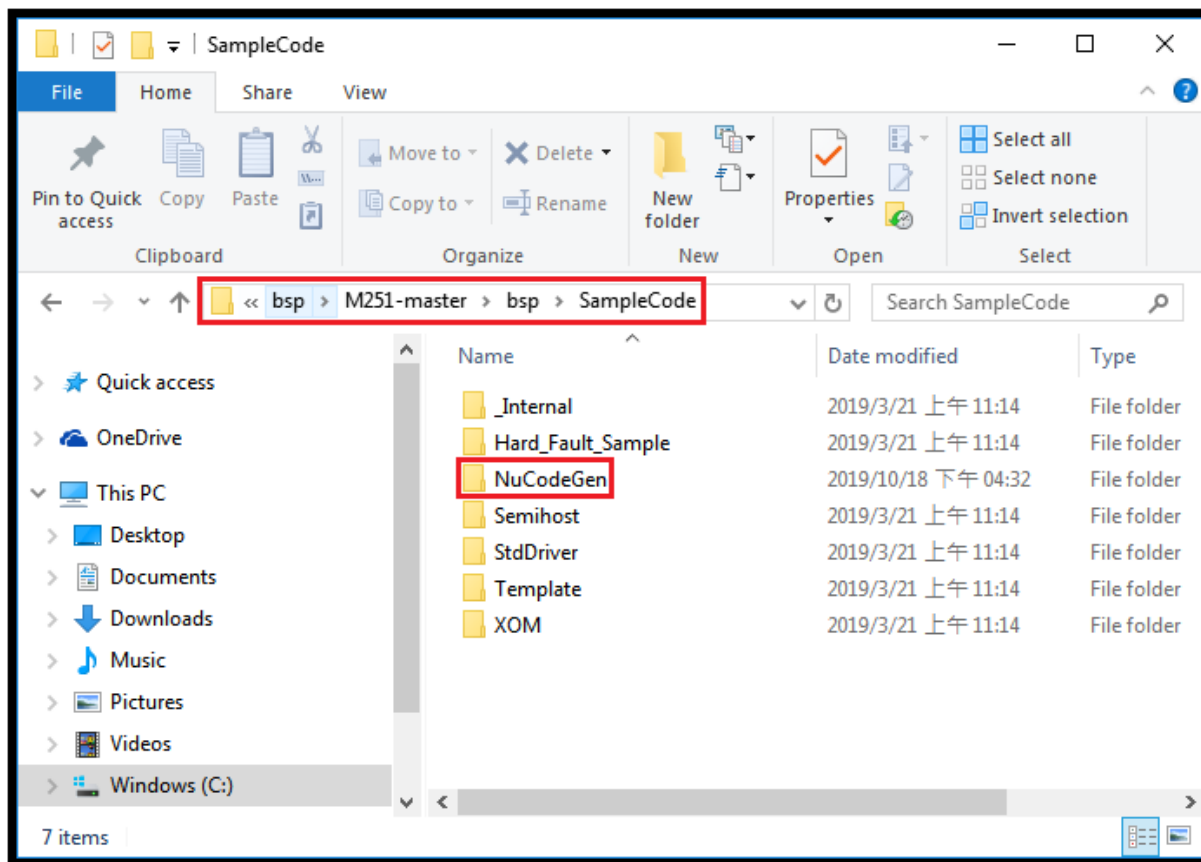 SampleCode
File Home Share View
Pin to Quick access
Copy
Paste
Clipboard
Move to
Copy to
Delete
Rename
Organize
New folder
New
Properties
Open
Select all
Select none
Invert selection
Select
« bsp > M251-master > bsp > SampleCode
Search SampleCode
Quick access
OneDrive
This PC
Desktop
Documents
Downloads
Music
Pictures
Videos
Windows (C:)
Name Date modified Type
_Internal 2019/3/21 上午 11:14 File folder
Hard_Fault_Sample 2019/3/21 上午 11:14 File folder
NuCodeGen 2019/10/18 下午 04:32 File folder
Semihost 2019/3/21 上午 11:14 File folder
StdDriver 2019/3/21 上午 11:14 File folder
Template 2019/3/21 上午 11:14 File folder
XOM 2019/3/21 上午 11:14 File folder
7 items